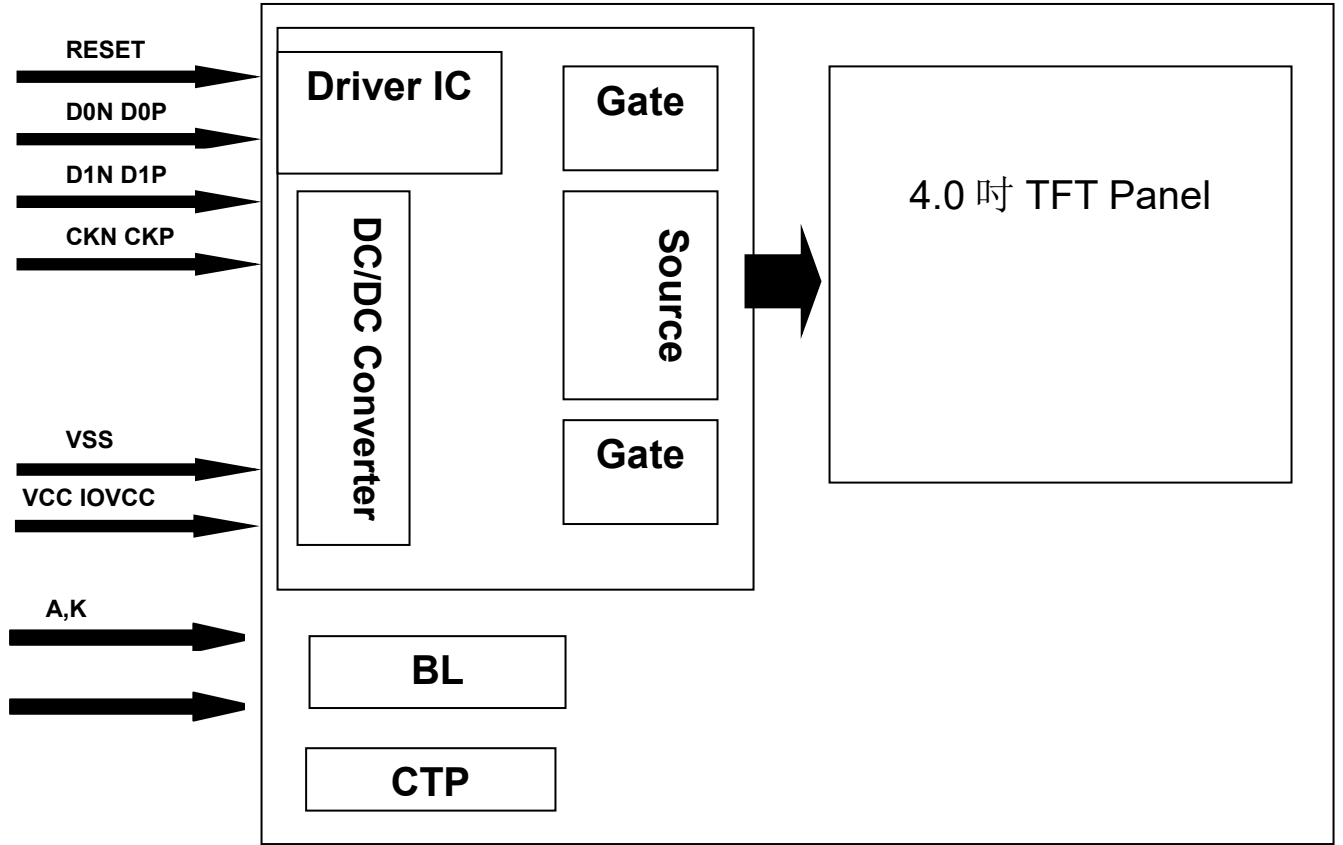 RESET
D0N D0P
D1N D1P
CKN CKP
VSS
VCC IOVCC
A,K
Driver IC
DC/DC Converter
Gate
Source
Gate
BL
CTP
4.0 吋 TFT Panel